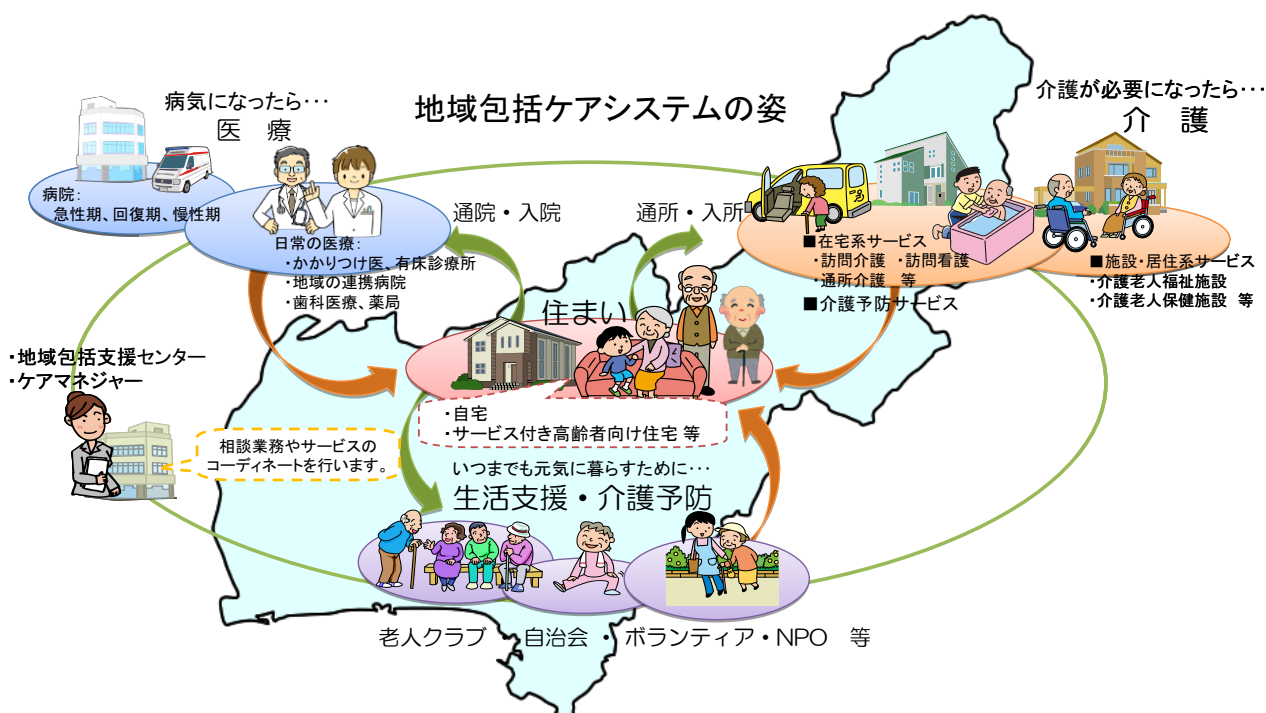 地域包括ケアシステムの姿
病気になったら･･･
医　療
病院:
急性期、回復期、慢性期
日常の医療:
・かかりつけ医、有床診療所
・地域の連携病院
・歯科医療、薬局
通院・入院
通所・入所
介護が必要になったら･･･
介　護
■在宅系サービス
・訪問介護 ・訪問看護
・通所介護 等
■介護予防サービス
■施設・居住系サービス
・介護老人福祉施設
・介護老人保健施設 等
住まい
・自宅
・サービス付き高齢者向け住宅 等
・地域包括支援センター
・ケアマネジャー
相談業務やサービスの
コーディネートを行います。
いつまでも元気に暮らすために･･･
生活支援・介護予防
老人クラブ・自治会・ボランティア・NPO 等